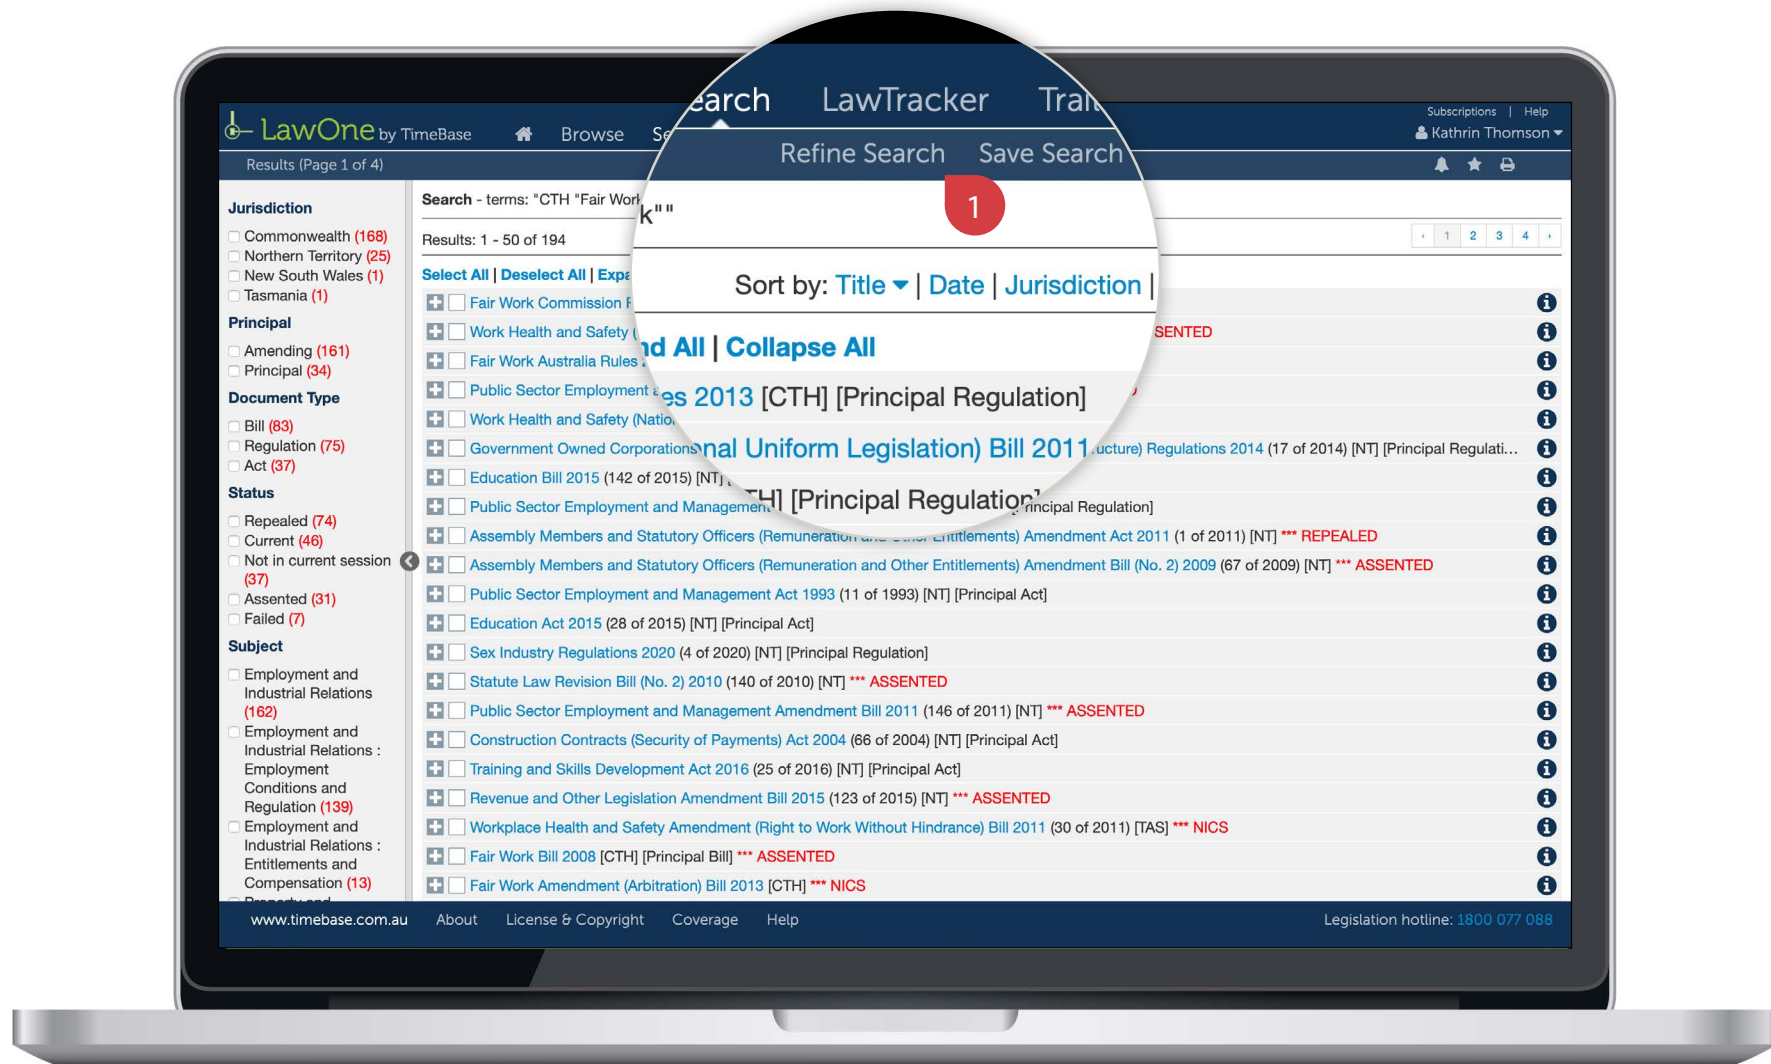 Subscriptions | Help
LawOne by TimeBase Browse Kathrin Thomson
earch LawTracker
Results (Page 1 of 4)
Refine Search Save Search
1
Jurisdiction
Commonwealth (168)
Northern Territory (25)
New South Wales (1)
Tasmania (1)
Principal
Amending (161)
Principal (34)
Document Type
Bill (83)
Regulation (75)
Act (37)
Status
Repealed (74)
Current (46)
Not in current session
(37)
Assented (31)
Failed (7)
Subject
Employment and
Industrial Relations
(162)
Employment and
Industrial Relations :
Employment
Conditions and
Regulation (139)
Employment and
Industrial Relations :
Entitlements and
Compensation (13)
Search - terms: "CTH "Fair Work
k""
Results: 1 - 50 of 194
1 2 3 4
Sort by: Title | Date | Jurisdiction |
Select All | Deselect All | Expa
nd All | Collapse All
Fair Work Commission
es 2013 [CTH] [Principal Regulation]
Work Health and Safety (
SENTED
onal Uniform Legislation) Bill 2011
Fair Work Australia Rules
TH] [Principal Regulation]
Public Sector Employment
Work Health and Safety (Natio
Government Owned Corporations ucture) Regulations 2014 (17 of 2014) [NT] [Principal Regulati...
Education Bill 2015 (142 of 2015) [NT]
Public Sector Employment and Management rincipal Regulation]
Assembly Members and Statutory Officers (Remuneration and Other Entitlements) Amendment Act 2011 (1 of 2011) [NT] *** REPEALED
Assembly Members and Statutory Officers (Remuneration and Other Entitlements) Amendment Bill (No. 2) 2009 (67 of 2009) [NT] *** ASSENTED
Public Sector Employment and Management Act 1993 (11 of 1993) [NT] [Principal Act]
Education Act 2015 (28 of 2015) [NT] [Principal Act]
Sex Industry Regulations 2020 (4 of 2020) [NT] [Principal Regulation]
Statute Law Revision Bill (No. 2) 2010 (140 of 2010) [NT] *** ASSENTED
Public Sector Employment and Management Amendment Bill 2011 (146 of 2011) [NT] *** ASSENTED
Construction Contracts (Security of Payments) Act 2004 (66 of 2004) [NT] [Principal Act]
Training and Skills Development Act 2016 (25 of 2016) [NT] [Principal Act]
Revenue and Other Legislation Amendment Bill 2015 (123 of 2015) [NT] *** ASSENTED
Workplace Health and Safety Amendment (Right to Work Without Hindrance) Bill 2011 (30 of 2011) [TAS] *** NICS
Fair Work Bill 2008 [CTH] [Principal Bill] *** ASSENTED
Fair Work Amendment (Arbitration) Bill 2013 [CTH] *** NICS
www.timebase.com.au About License & Copyright Coverage Help Legislation hotline: 1800 077 088